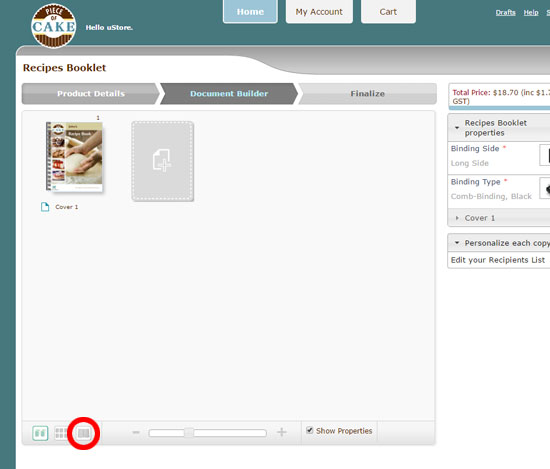 PIECE
OF
CAKE
Hello uStore.
Home
My Account
Cart
Drafts
Help
S
Recipes Booklet
Product Details
Document Builder
Finalize
1
Recipe Book
Cover 1
Total Price: $18.70 (inc $1.7
GST)
Recipes Booklet
properties
Binding Side *
Long Side
Binding Type *
Comb-Binding, Black
Cover 1
Personalize each copy
Edit your Recipients List
Show Properties